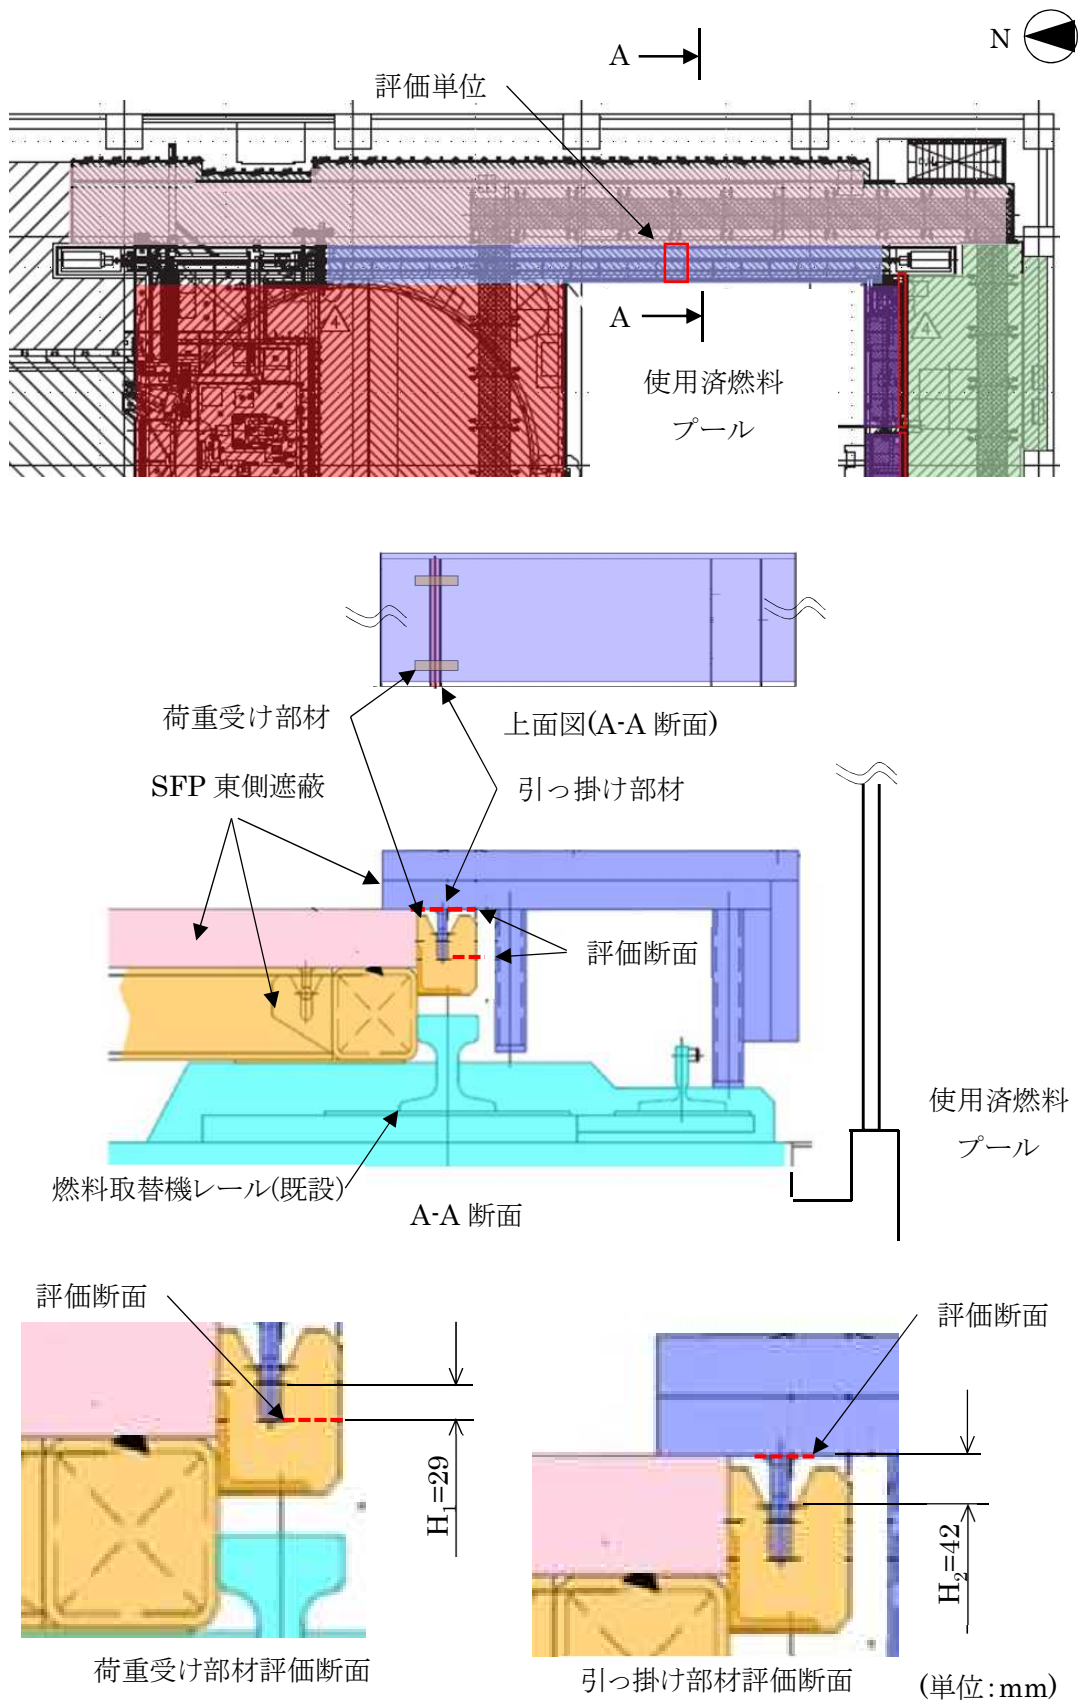 N
A
評価単位
A
4
使用済燃料
プール
荷重受け部材
上面図(A-A 断面)
SFP 東側遮蔽
引っ掛け部材
評価断面
使用済燃料
プール
燃料取替機レール(既設)
A-A 断面
評価断面
評価断面
H₁=29
H₂=42
荷重受け部材評価断面
引っ掛け部材評価断面
(単位:mm)